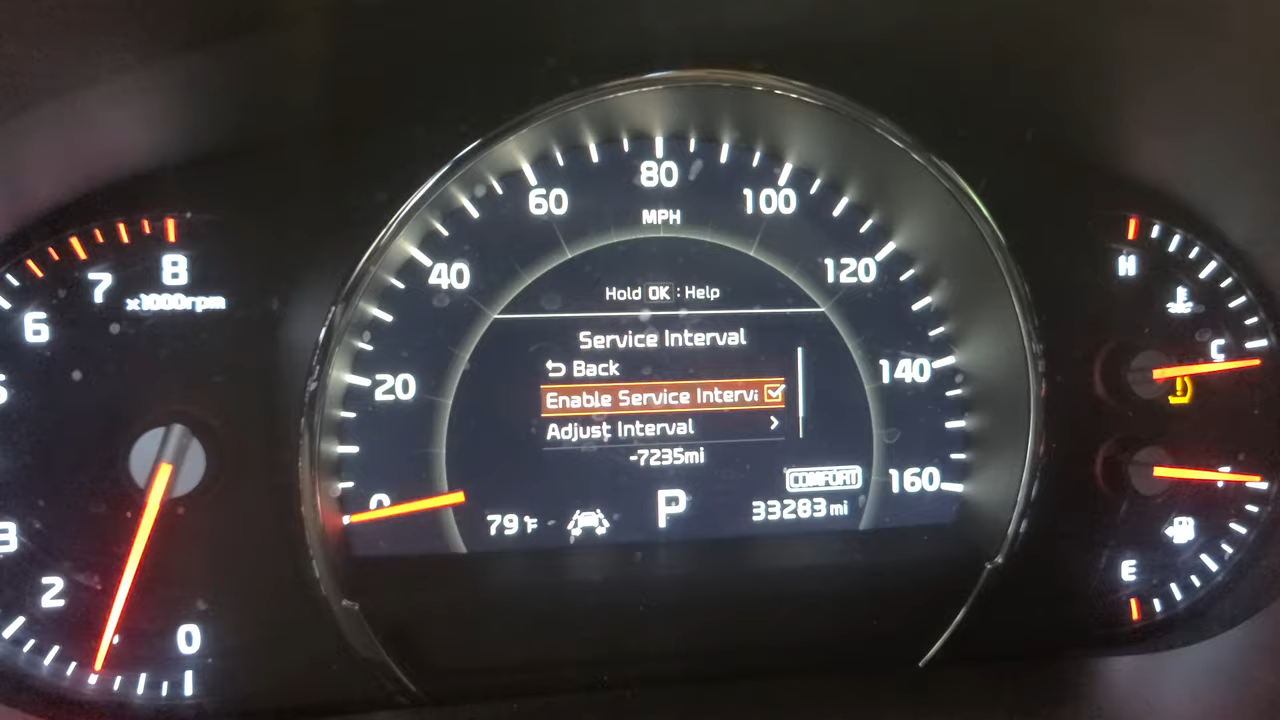 8
7
x1000rpm
6
2
0
80
60
100
MPH
40
120
Hold OK : Help
Service Interval
Back
20
140
Enable Service Interv
Adjust Interval
-7235mi
COMFORT
160
0
P
79°F
33283 mi
H
C
E